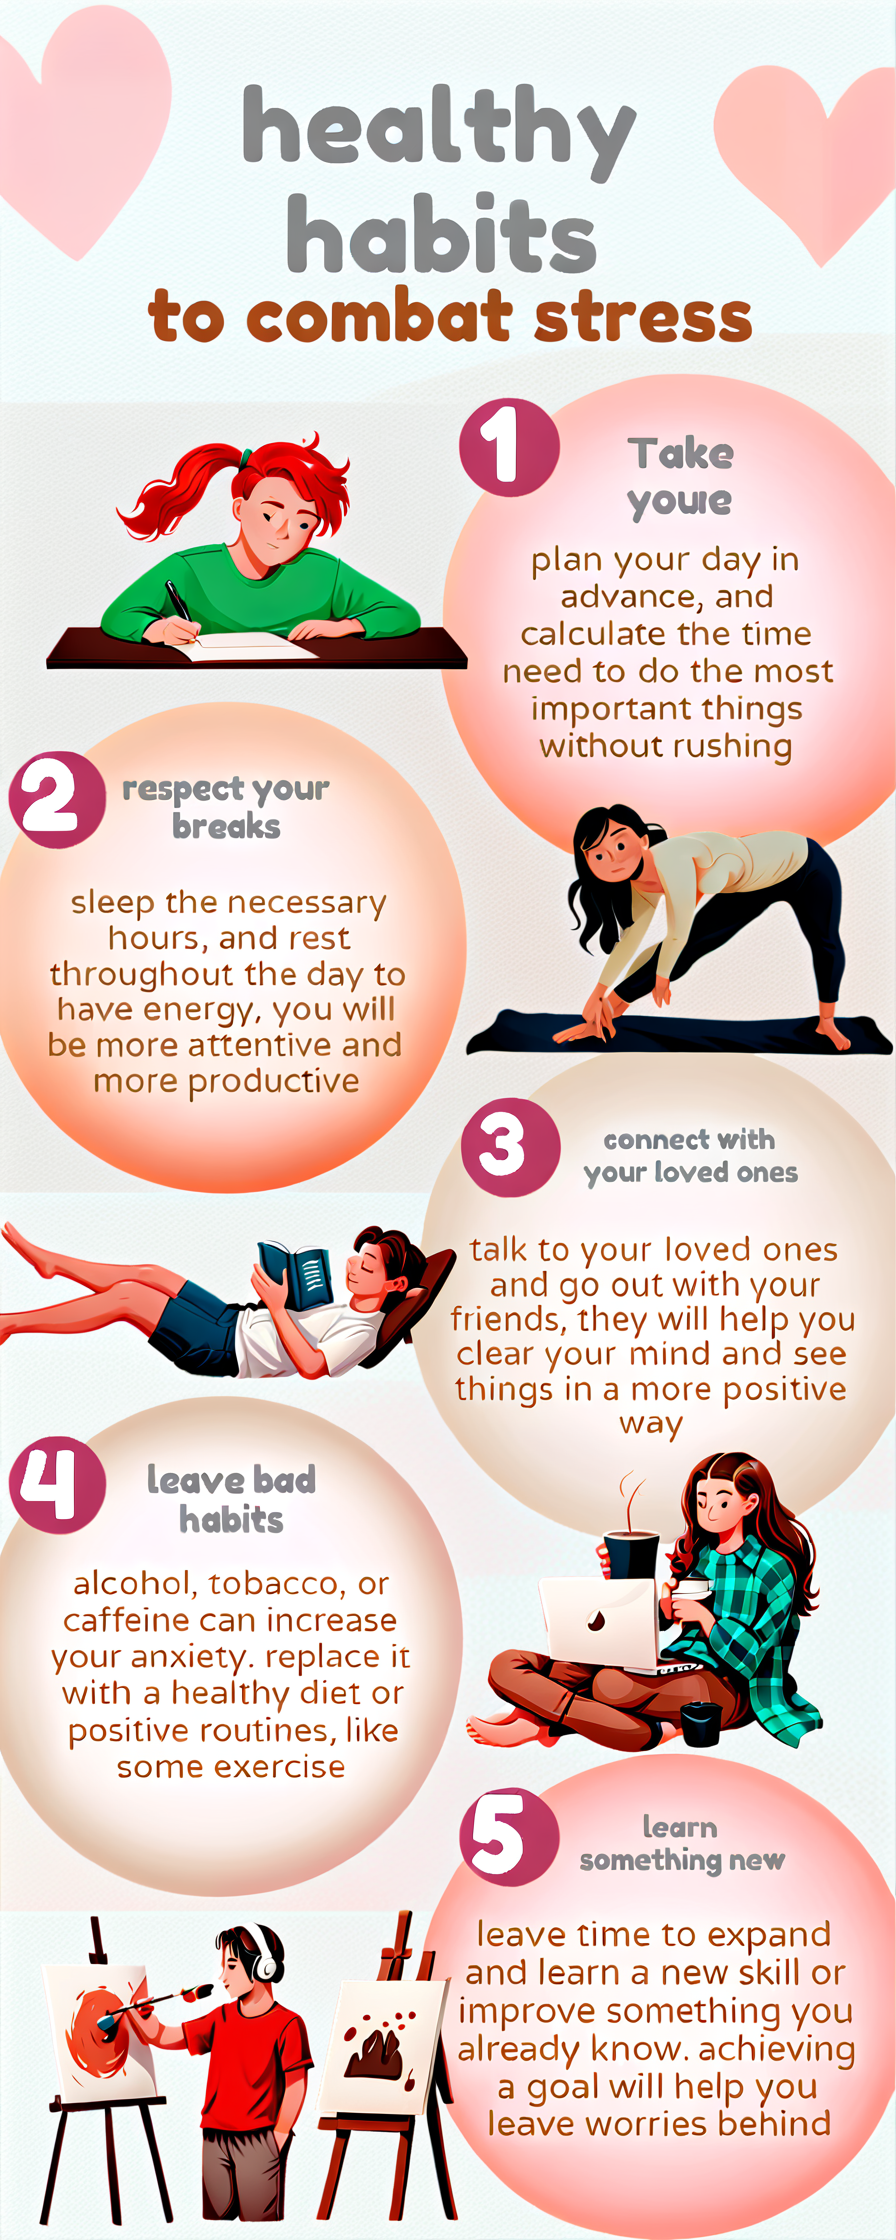 healthy
habits
to combat stress
1
Take
youre
plan your day in
advance, and
calculate the time
need to do the most
important things
without rushing
2
respect your
breaks
sleep the necessary
hours, and rest
throughout the day to
have energy, you will
be more attentive and
more productive
3
connect with
your loved ones
talk to your loved ones
and go out with your
friends, they will help you
clear your mind and see
things in a more positive
way
4
leave bad
habits
alcohol, tobacco, or
caffeine can increase
your anxiety. replace it
with a healthy diet or
positive routines, like
some exercise
5
learn
something new
leave time to expand
and learn a new skill or
improve something you
already know. achieving
a goal will help you
leave worries behind